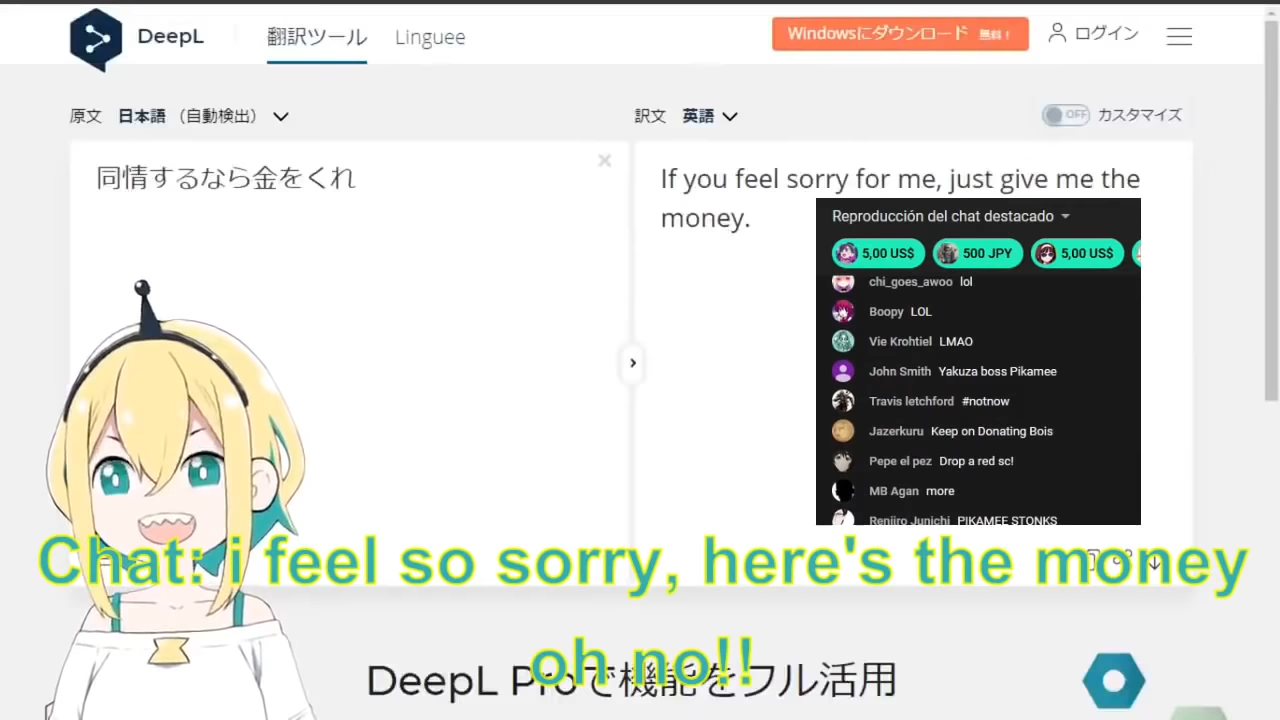 DeepL 翻訳ツール Linguee Windowsにダウンロード 無料! ログイン
原文 日本語 (自動検出) 訳文 英語 OFF カスタマイズ
同情するなら金をくれ
If you feel sorry for me, just give me the
money.
Reproducción del chat destacado
5,00 US$ 500 JPY 5,00 US$
chi_goes_awoo lol
Boopy LOL
Vie Krohtiel LMAO
John Smith Yakuza boss Pikamee
Travis letchford #notnow
Jazerkuru Keep on Donating Bois
Pepe el pez Drop a red sc!
MB Agan more
Renjiro Junichi PIKAMEE STONKS
Chat: i feel so sorry, here's the money
oh no!!
DeepL Proで機能をフル活用